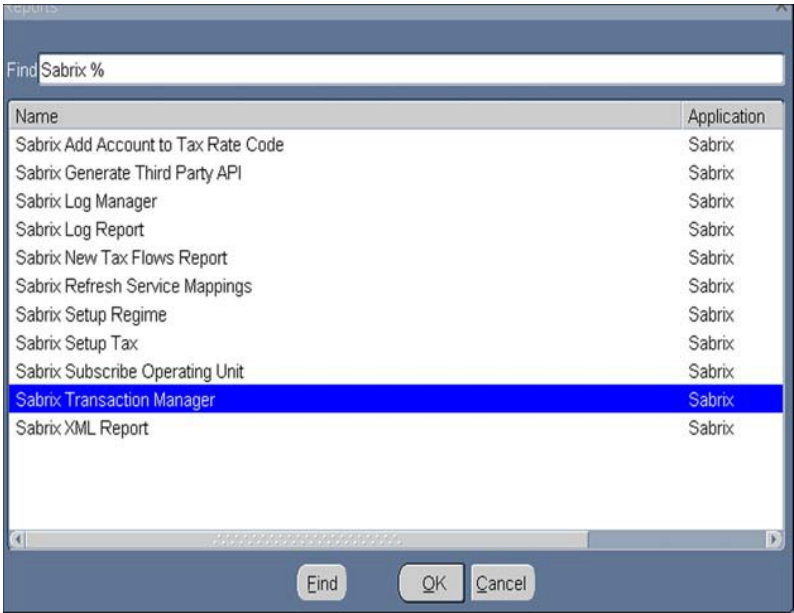 Reports
Find Sabrix %
Name Application
Sabrix Add Account to Tax Rate Code Sabrix
Sabrix Generate Third Party API Sabrix
Sabrix Log Manager Sabrix
Sabrix Log Report Sabrix
Sabrix New Tax Flows Report Sabrix
Sabrix Refresh Service Mappings Sabrix
Sabrix Setup Regime Sabrix
Sabrix Setup Tax Sabrix
Sabrix Subscribe Operating Unit Sabrix
Sabrix Transaction Manager Sabrix
Sabrix XML Report Sabrix
Find OK Cancel